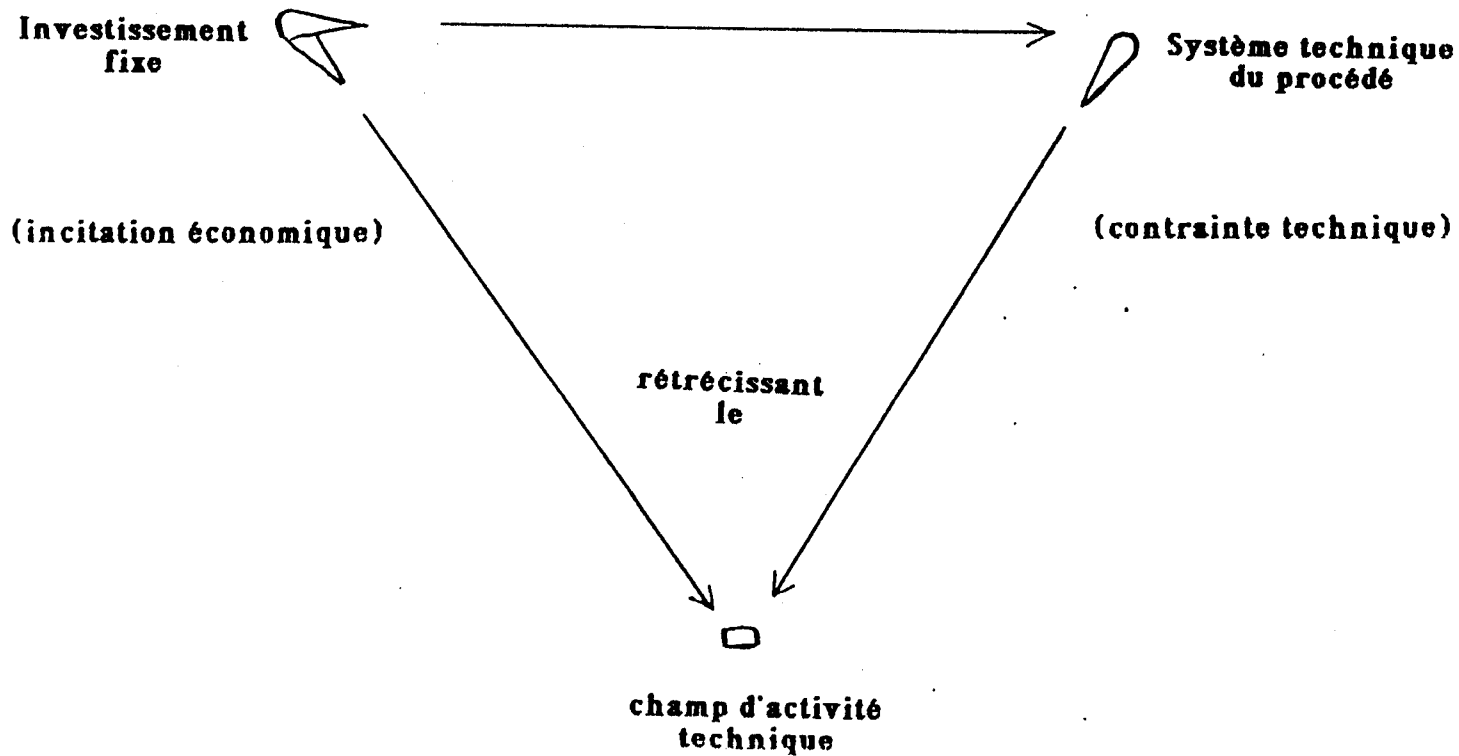 Investissement
fixe
Système technique
du procédé
(incitation économique)
(contrainte technique)
rétrécissant
le
champ d'activité
technique